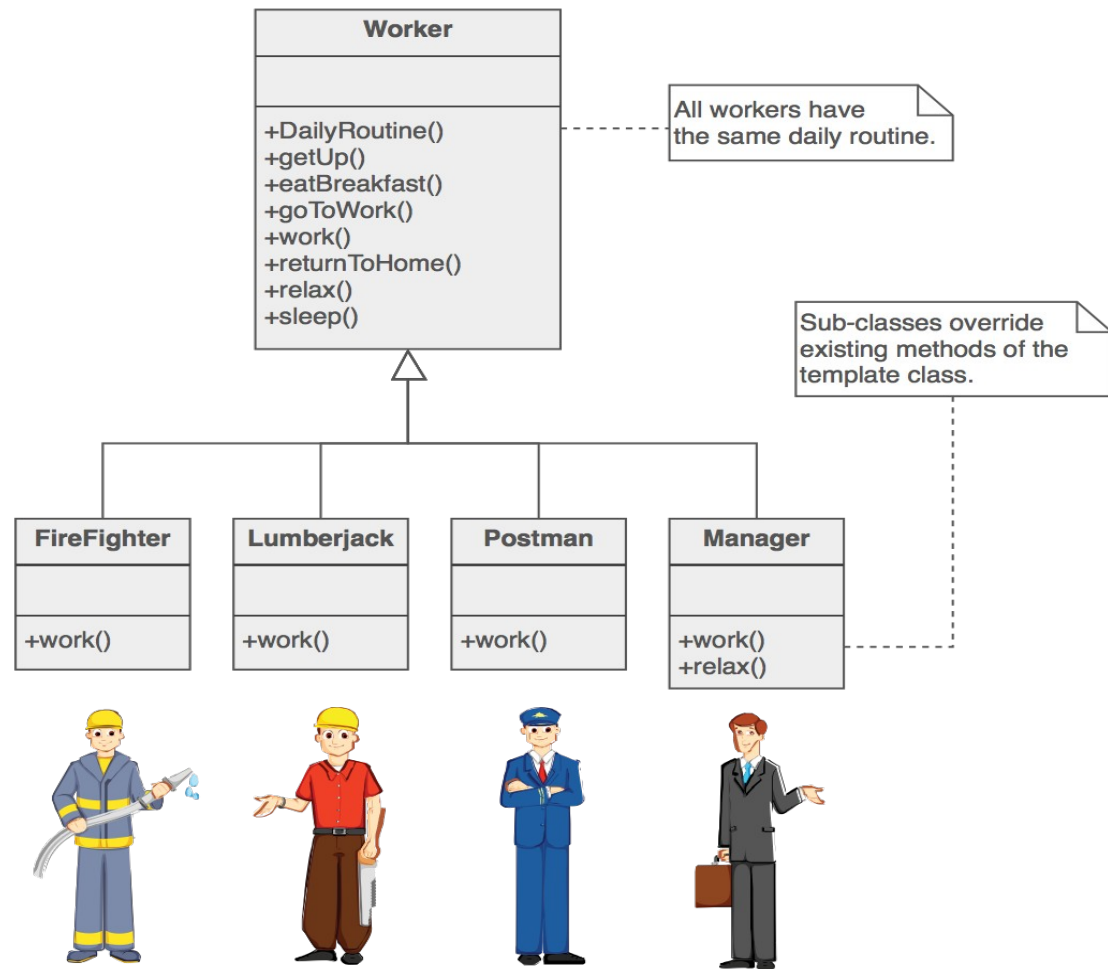 Worker
+DailyRoutine()
+getUp()
+eatBreakfast()
+goToWork()
+work()
+returnToHome()
+relax()
+sleep()
All workers have
the same daily routine.
Sub-classes override
existing methods of the
template class.
FireFighter
+work()
Lumberjack
+work()
Postman
+work()
Manager
+work()
+relax()